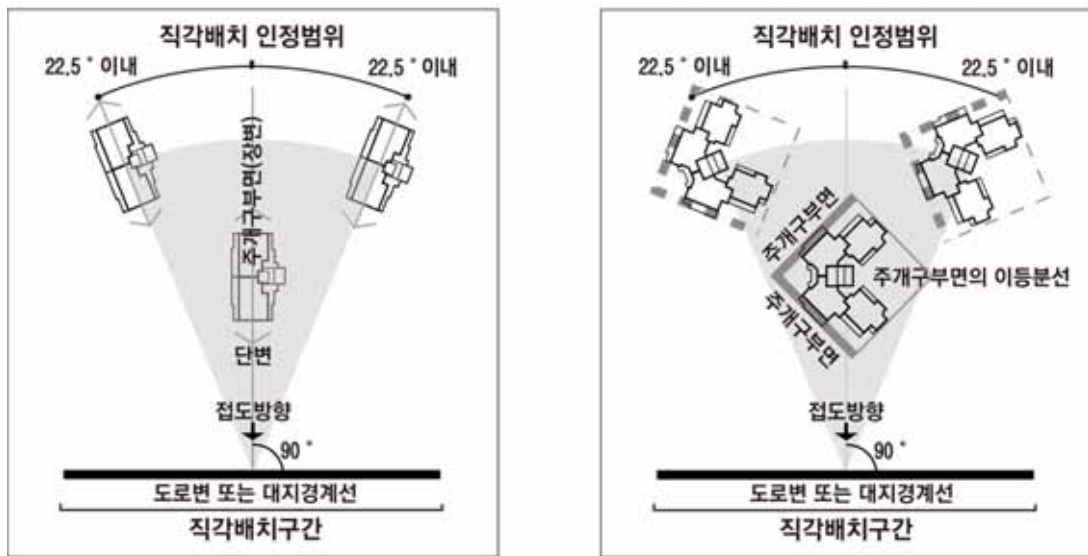 직각배치 인정범위
22.5° 이내
22.5° 이내
주개구부면(장변)
단변
접도방향
90°
도로변 또는 대지경계선
직각배치구간
직각배치 인정범위
22.5° 이내
22.5° 이내
주개구부면
주개구부면의 이등분선
주개구부면
접도방향
90°
도로변 또는 대지경계선
직각배치구간